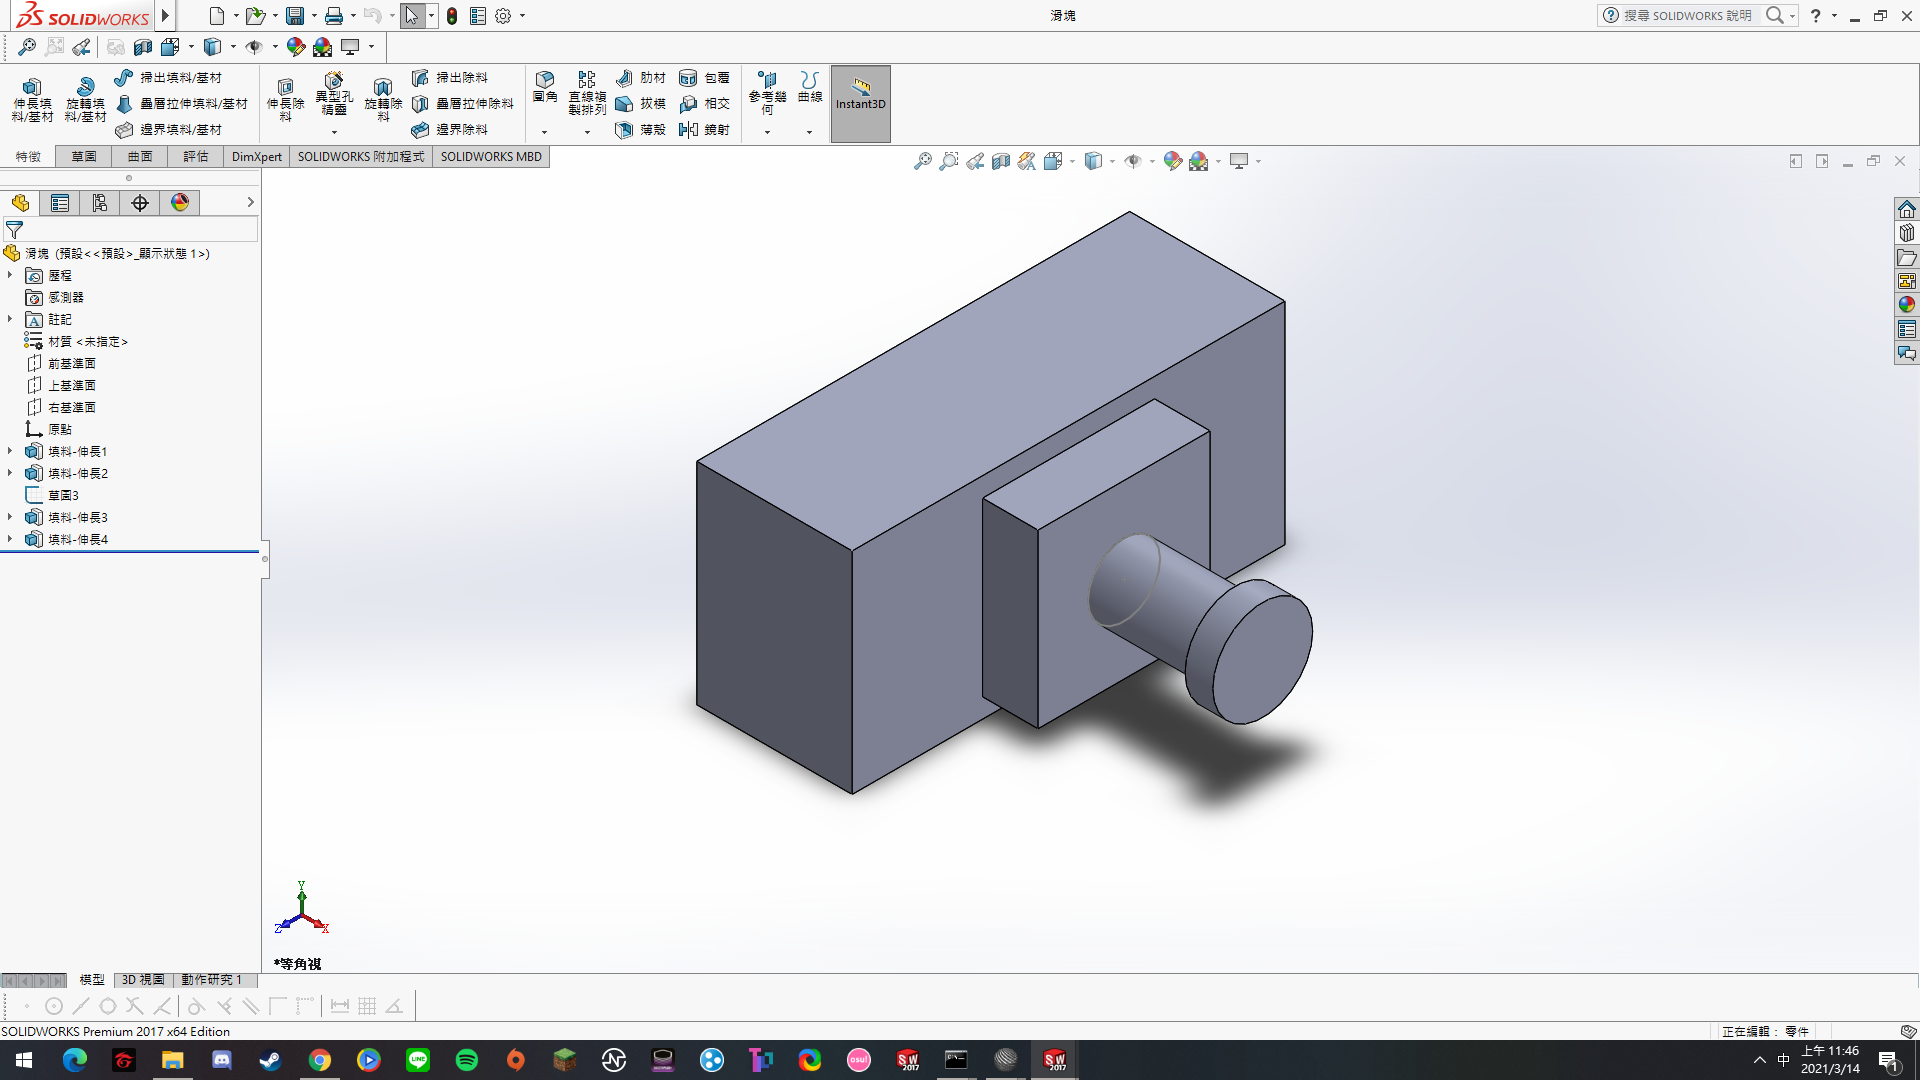 SOLIDWORKS
滑塊
搜尋 SOLIDWORKS 說明
伸長填料/基材
旋轉填料/基材
掃出填料/基材
疊層拉伸填料/基材
邊界填料/基材
伸長除料
異型孔精靈
旋轉除料
掃出除料
疊層拉伸除料
邊界除料
圓角
直線複製排列
肋材
拔模
薄殼
包覆
相交
鏡射
參考幾何
曲線
Instant3D
特徵
草圖
曲面
評估
DimXpert
SOLIDWORKS 附加程式
SOLIDWORKS MBD
滑塊 (預設<<預設>_顯示狀態 1>)
歷程
感測器
註記
材質 <未指定>
前基準面
上基準面
右基準面
原點
填料-伸長1
填料-伸長2
草圖3
填料-伸長3
填料-伸長4
Y
Z
X
*等角視
模型
3D 視圖
動作研究 1
SOLIDWORKS Premium 2017 x64 Edition
正在編輯： 零件
LINE
osu!
SW 2017
SW 2017
中
上午 11:46
2021/3/14
1